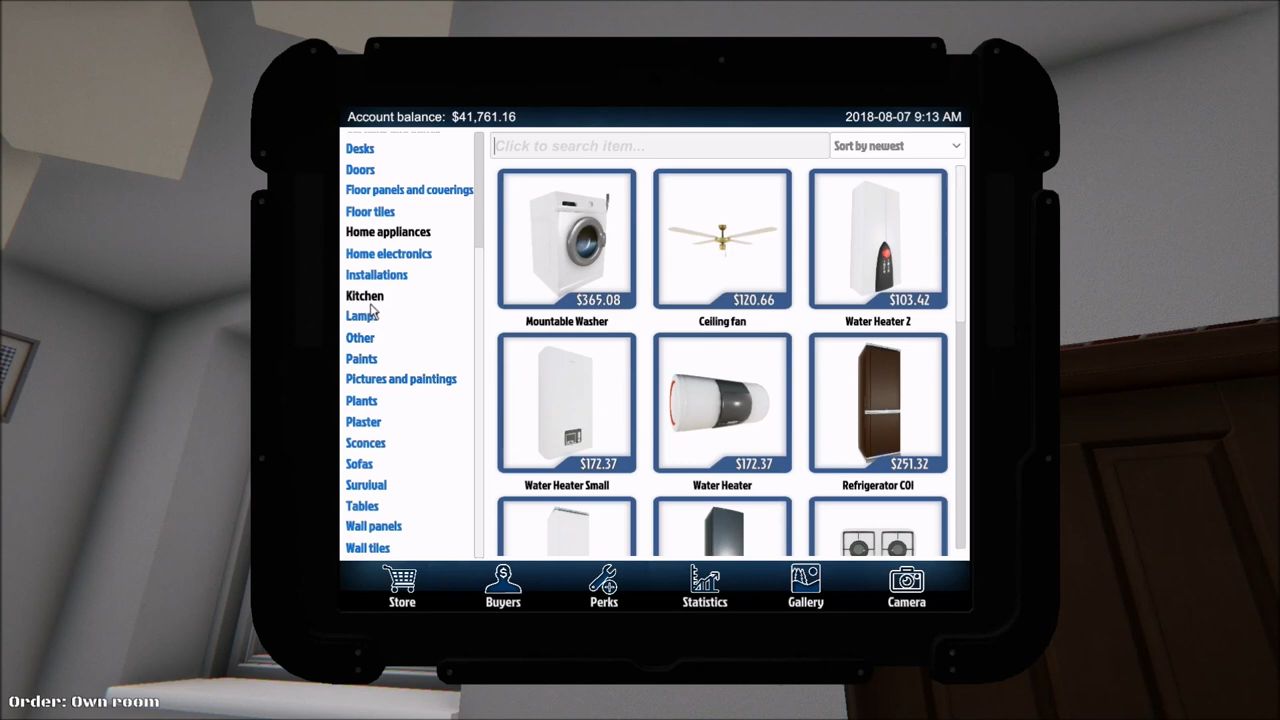 Account balance: $41,761.16
2018-08-07 9:13 AM
Desks
Doors
Floor panels and coverings
Floor tiles
Home appliances
Home electronics
Installations
Kitchen
Lamps
Other
Paints
Pictures and paintings
Plants
Plaster
Sconces
Sofas
Survival
Tables
Wall panels
Wall tiles
Click to search item...
Sort by newest
$365.08
$120.66
$103.42
Mountable Washer
Ceiling fan
Water Heater 2
$172.37
$172.37
$251.32
Water Heater Small
Water Heater
Refrigerator C01
Store
Buyers
Perks
Statistics
Gallery
Camera
Order: Own room